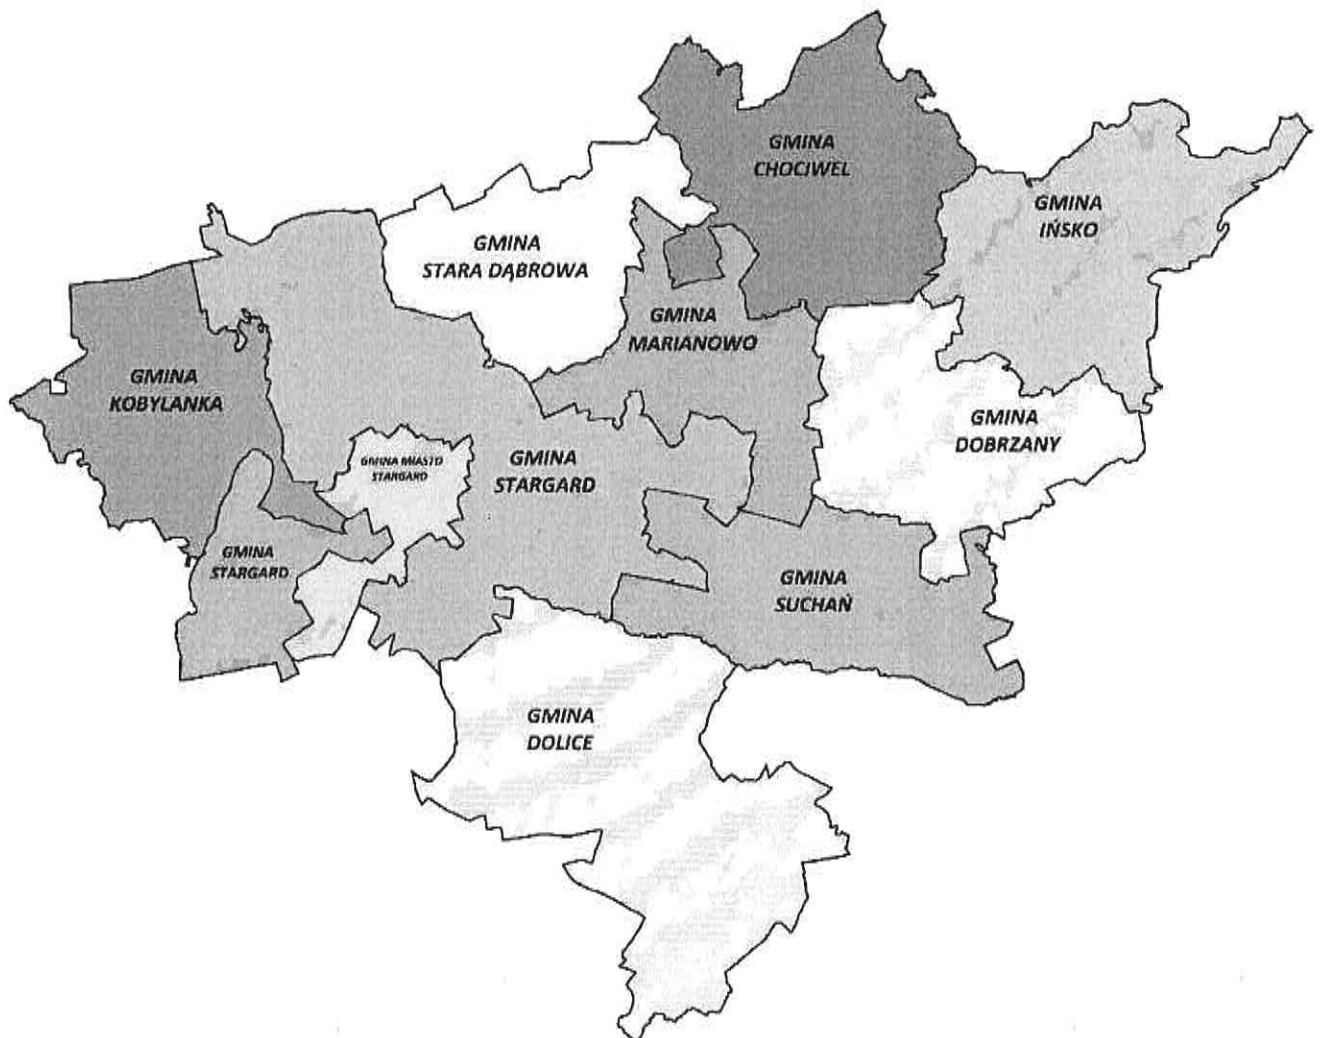 GMINA
CHOCIWEL
GMINA
IŃSKO
GMINA
STARA DĄBROWA
GMINA
MARIANOWO
GMINA
KOBYLANKA
GMINA
DOBRZANY
GMINA MIASTO
STARGARD
GMINA
STARGARD
GMINA
STARGARD
GMINA
SUCHAŃ
GMINA
DOLICE